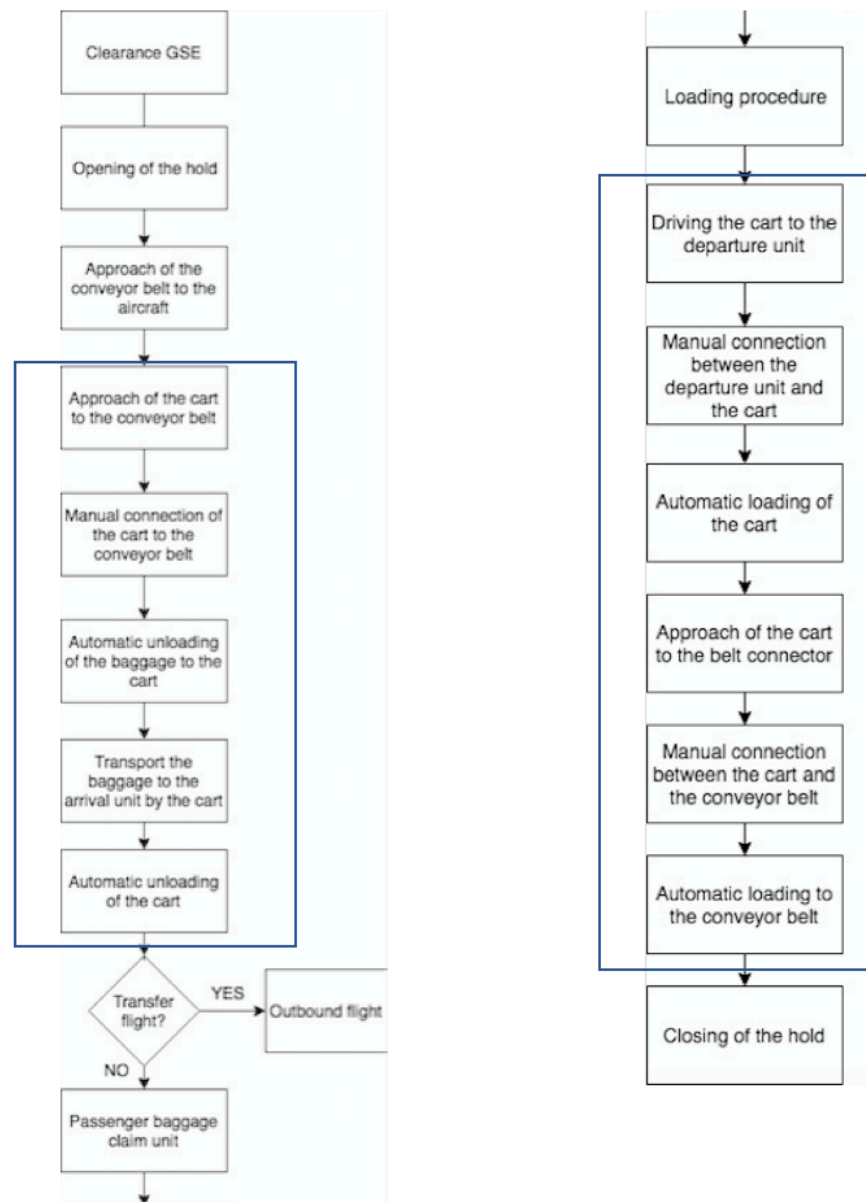 Clearance GSE
Opening of the hold
Approach of the
conveyor belt to the
aircraft
Approach of the cart
to the conveyor belt
Manual connection of
the cart to the
conveyor belt
Automatic unloading
of the baggage to the
cart
Transport the
baggage to the
arrival unit by the cart
Automatic unloading
of the cart
Transfer
flight?
YES
Outbound flight
NO
Passenger baggage
claim unit
Loading procedure
Driving the cart to the
departure unit
Manual connection
between the
departure unit and
the cart
Automatic loading of
the cart
Approach of the cart
to the belt connector
Manual connection
between the cart and
the conveyor belt
Automatic loading to
the conveyor belt
Closing of the hold